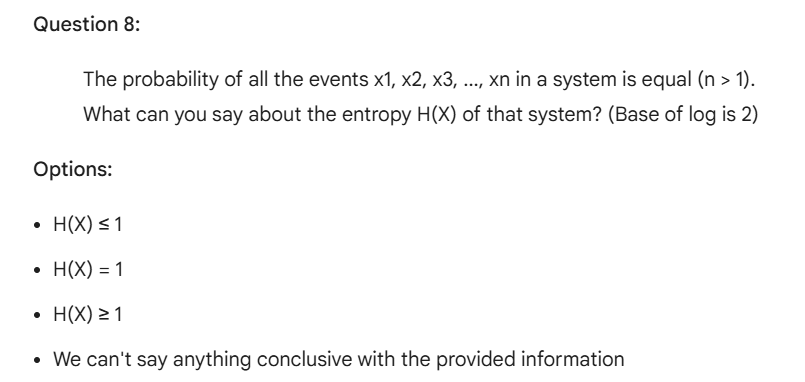 Question 8:
The probability of all the events x1, x2, x3, ..., xn in a system is equal (n > 1).
What can you say about the entropy H(X) of that system? (Base of log is 2)
Options:
• H(X) ≤ 1
• H(X) = 1
• H(X) ≥ 1
• We can't say anything conclusive with the provided information